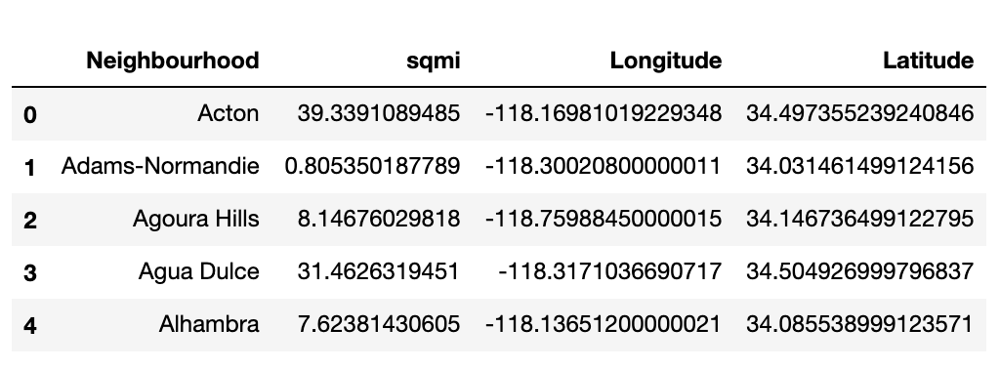 Neighbourhood sqmi Longitude Latitude
0 Acton 39.3391089485 -118.16981019229348 34.497355239240846
1 Adams-Normandie 0.805350187789 -118.30020800000011 34.031461499124156
2 Agoura Hills 8.14676029818 -118.75988450000015 34.146736499122795
3 Agua Dulce 31.4626319451 -118.3171036690717 34.504926999796837
4 Alhambra 7.62381430605 -118.13651200000021 34.085538999123571